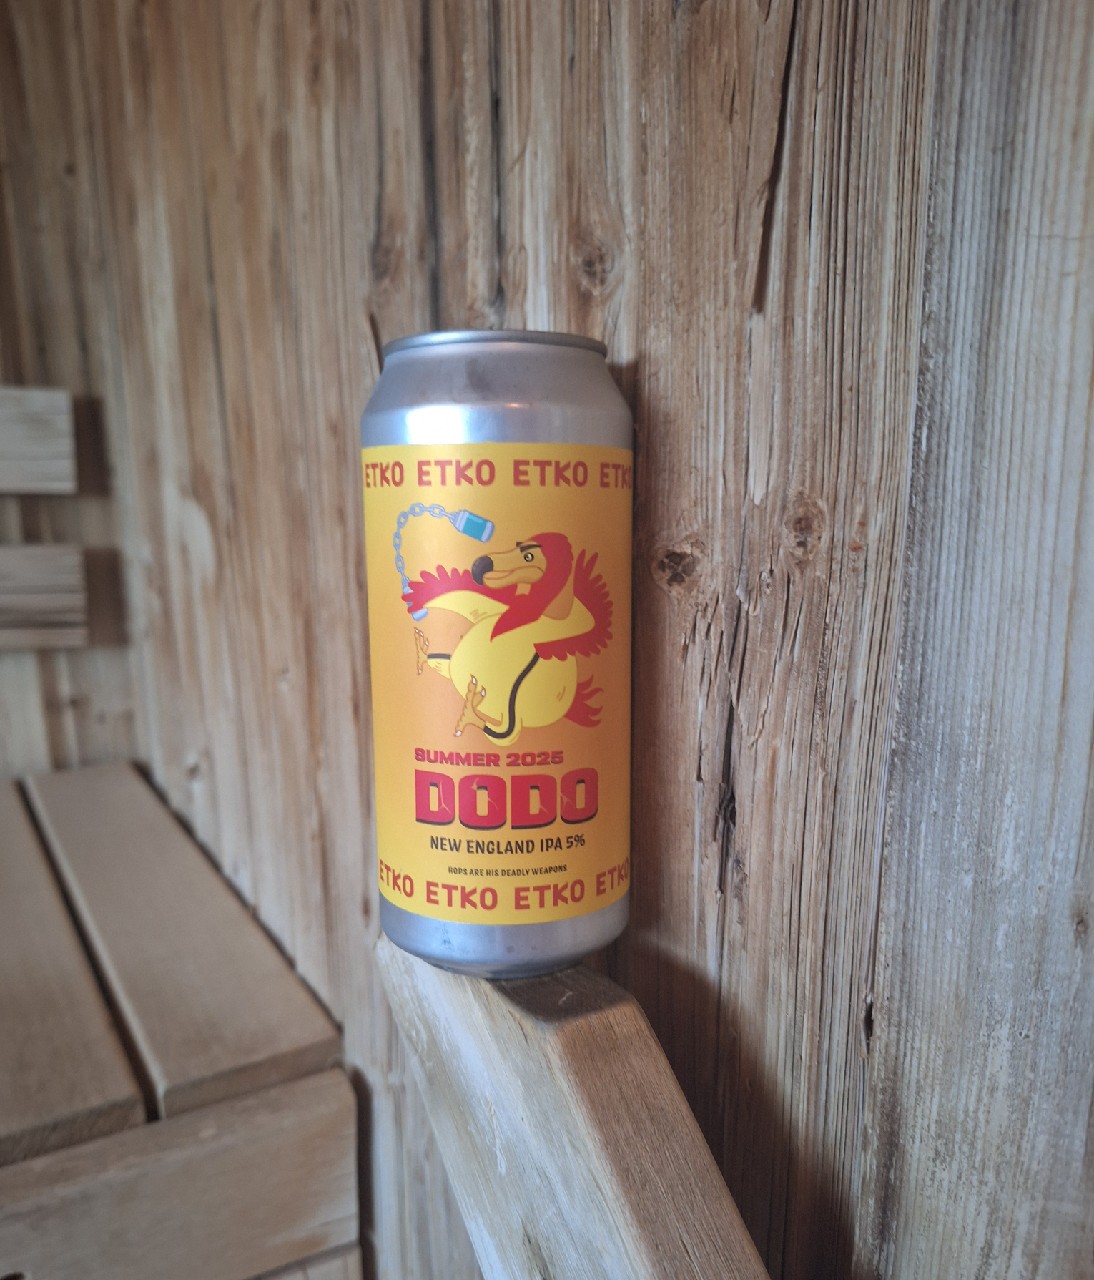 ETKO ETKO ETKO ETKO
SUMMER 2025
DODO
NEW ENGLAND IPA 5%
HOPS ARE HIS DEADLY WEAPONS
ETKO ETKO ETKO ETKO